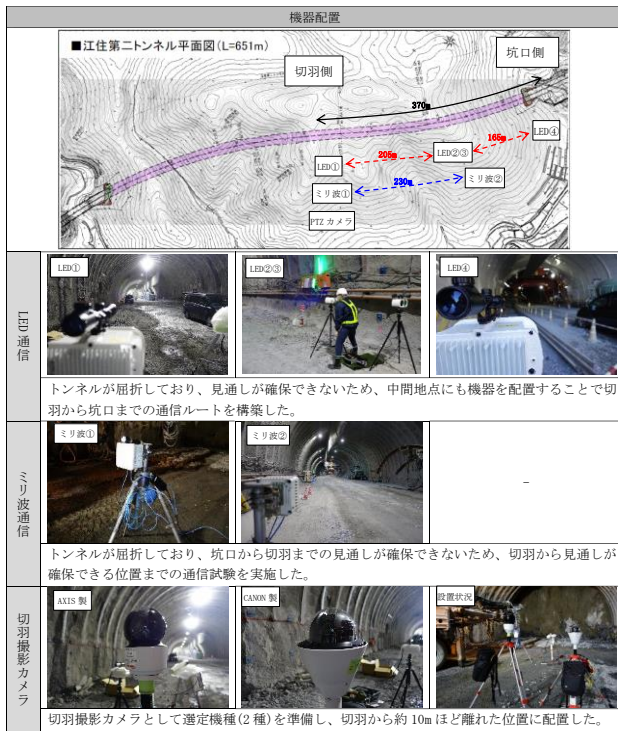 機器配置
■江住第二トンネル平面図(L=651m)
切羽側
坑口側
370m
LED④
165m
LED②③
205m
LED①
ミリ波②
230m
ミリ波①
PTZ カメラ
LED通信
LED①
LED②③
LED④
トンネルが屈折しており、見通しが確保できないため、中間地点にも機器を配置することで切
羽から坑口までの通信ルートを構築した。
ミリ波通信
ミリ波①
ミリ波②
－
トンネルが屈折しており、坑口から切羽までの見通しが確保できないため、切羽から見通しが
確保できる位置までの通信試験を実施した。
切羽撮影カメラ
AXIS 製
CANON 製
設置状況
切羽撮影カメラとして選定機種(2 種)を準備し、切羽から約 10m ほど離れた位置に配置した。